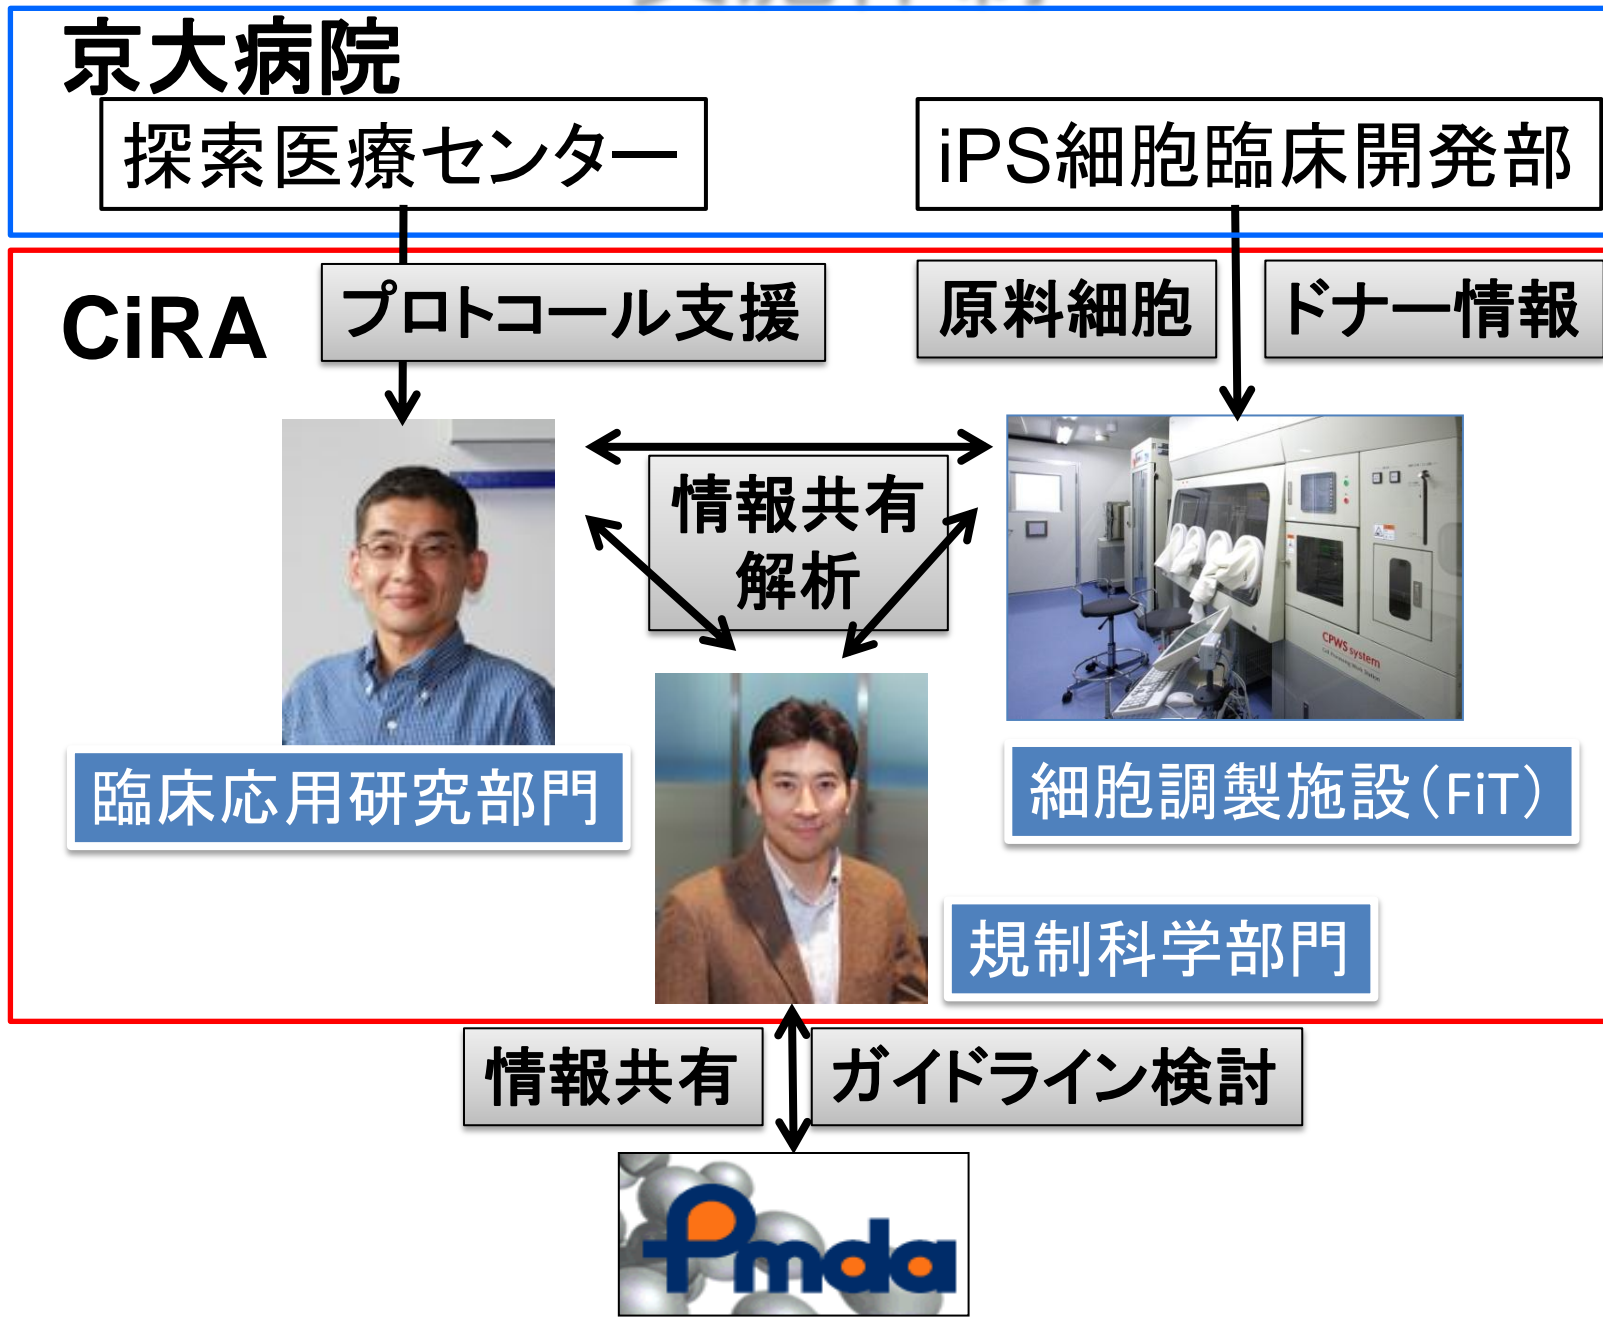 京大病院
探索医療センター
iPS細胞臨床開発部
CiRA
プロトコール支援
原料細胞
ドナー情報
情報共有
解析
CPWS system
臨床応用研究部門
細胞調製施設(FiT)
規制科学部門
情報共有
ガイドライン検討
Pmda